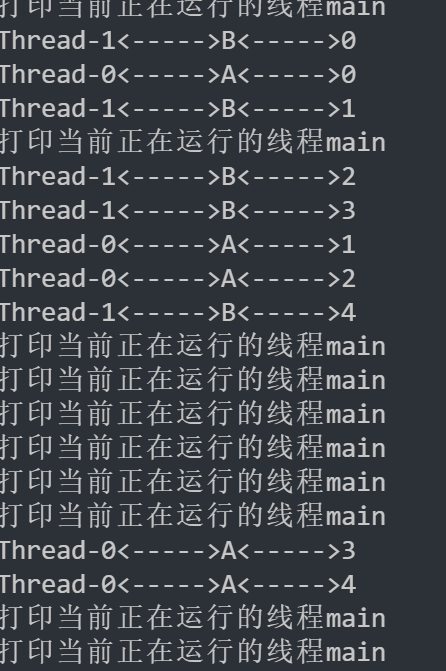 打印当前正在运行的线程main
Thread-1<----->B<----->0
Thread-0<----->A<----->0
Thread-1<----->B<----->1
打印当前正在运行的线程main
Thread-1<----->B<----->2
Thread-1<----->B<----->3
Thread-0<----->A<----->1
Thread-0<----->A<----->2
Thread-1<----->B<----->4
打印当前正在运行的线程main
打印当前正在运行的线程main
打印当前正在运行的线程main
打印当前正在运行的线程main
打印当前正在运行的线程main
打印当前正在运行的线程main
Thread-0<----->A<----->3
Thread-0<----->A<----->4
打印当前正在运行的线程main
打印当前正在运行的线程main